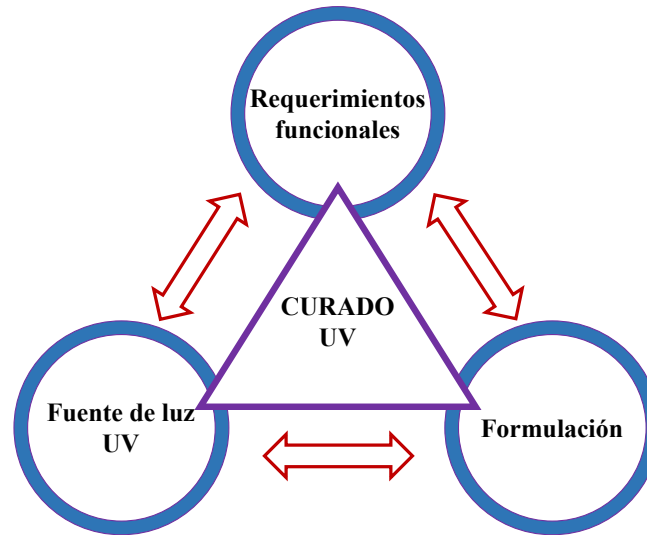 Requerimientos
funcionales
CURADO
UV
Fuente de luz
UV
Formulación